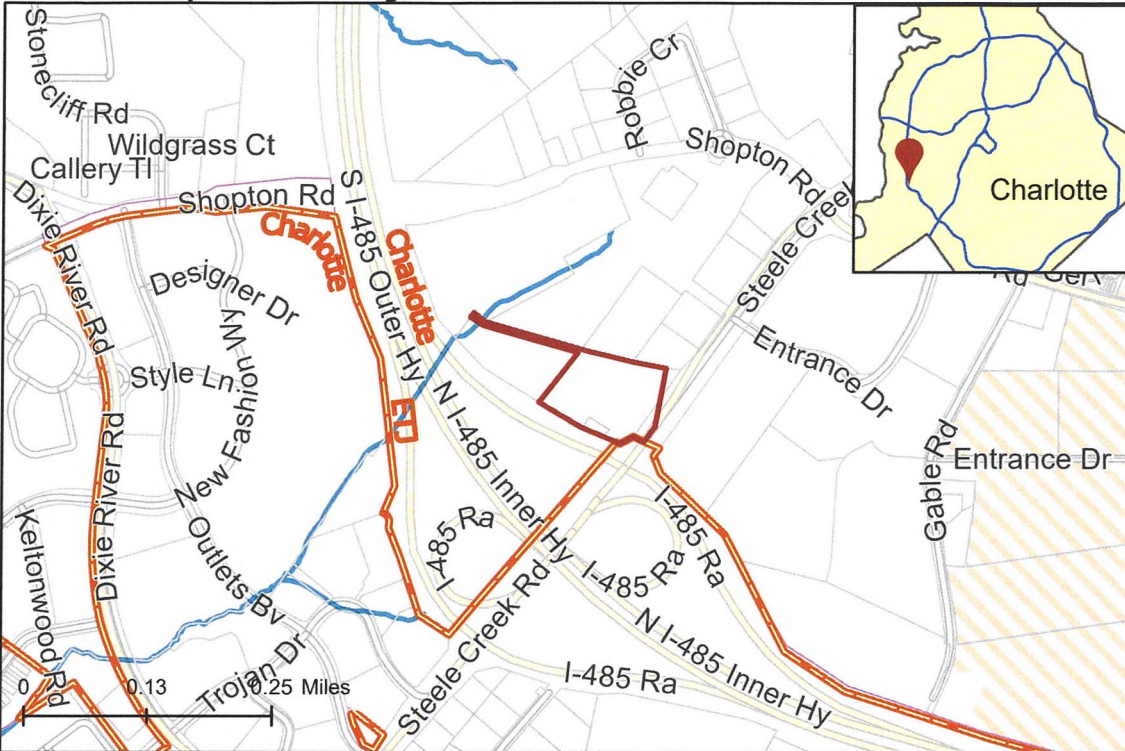 Stonecliff Rd
Wildgrass Ct
Callery Tl
Shopton Rd
Dixie River Rd
Charlotte
Charlotte
S I-485 Outer Hy
Robbie Cr
Shopton Rd
Steele Creek
Charlotte
Designer Dr
Style Ln
New Fashion Wy
Entrance Dr
Entrance Dr
Gable Rd
Dixie River Rd
ETJ
N I-485 Inner Hy
I-485 Ra
I-485 Ra
I-485 Ra
Keltonwood Rd
Outlets Bv
Steele Creek Rd
N I-485 Inner Hy
I-485 Ra
Trojan Dr
0 0.13 0.25 Miles